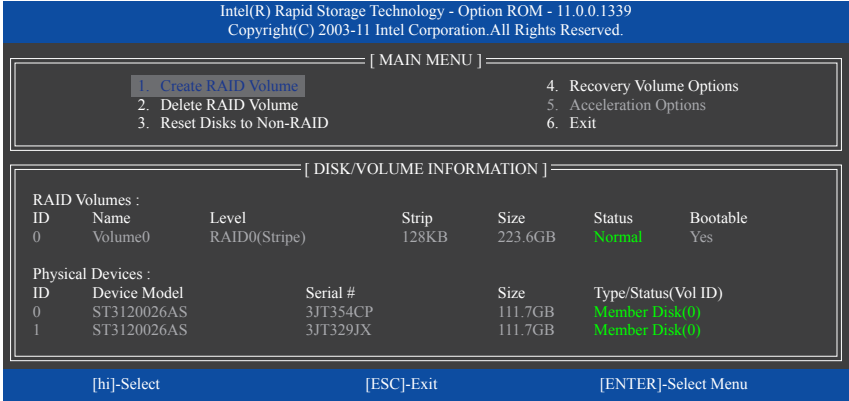 Intel(R) Rapid Storage Technology - Option ROM - 11.0.0.1339
Copyright(C) 2003-11 Intel Corporation.All Rights Reserved.
[ MAIN MENU ]
1. Create RAID Volume
2. Delete RAID Volume
3. Reset Disks to Non-RAID
4. Recovery Volume Options
5. Acceleration Options
6. Exit
[ DISK/VOLUME INFORMATION ]
RAID Volumes :
ID Name Level Strip Size Status Bootable
0 Volume0 RAID0(Stripe) 128KB 223.6GB Normal Yes
Physical Devices :
ID Device Model Serial # Size Type/Status(Vol ID)
0 ST3120026AS 3JT354CP 111.7GB Member Disk(0)
1 ST3120026AS 3JT329JX 111.7GB Member Disk(0)
[hi]-Select [ESC]-Exit [ENTER]-Select Menu